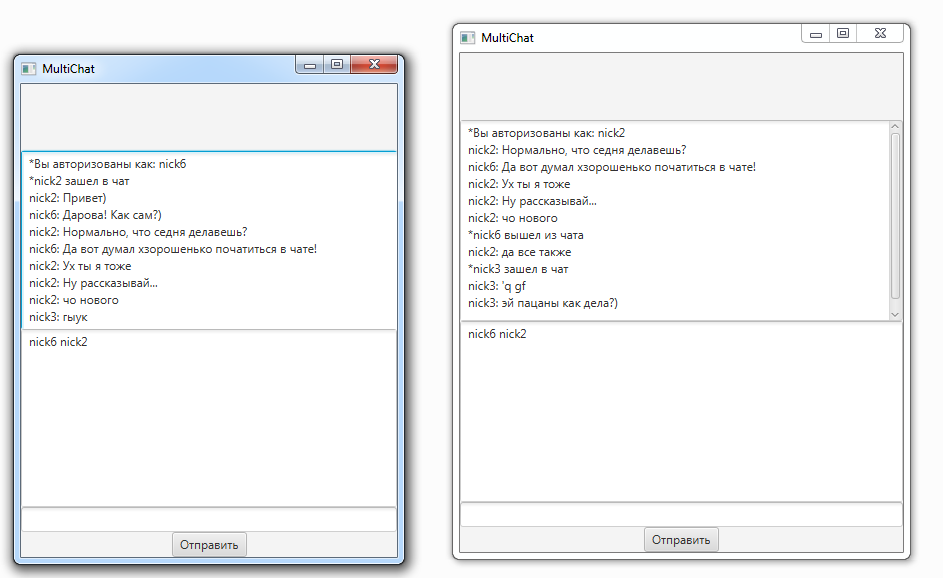 MultiChat
*Вы авторизованы как: nick6
*nick2 зашел в чат
nick2: Привет)
nick6: Дарова! Как сам?)
nick2: Нормально, что седня делавешь?
nick6: Да вот думал хзорошенько початиться в чате!
nick2: Ух ты я тоже
nick2: Ну рассказывай...
nick2: чо нового
nick3: гыук
nick6 nick2
Отправить
MultiChat
*Вы авторизованы как: nick2
nick2: Нормально, что седня делавешь?
nick6: Да вот думал хзорошенько початиться в чате!
nick2: Ух ты я тоже
nick2: Ну рассказывай...
nick2: чо нового
*nick6 вышел из чата
nick2: да все также
*nick3 зашел в чат
nick3: 'q gf
nick3: эй пацаны как дела?)
nick6 nick2
Отправить